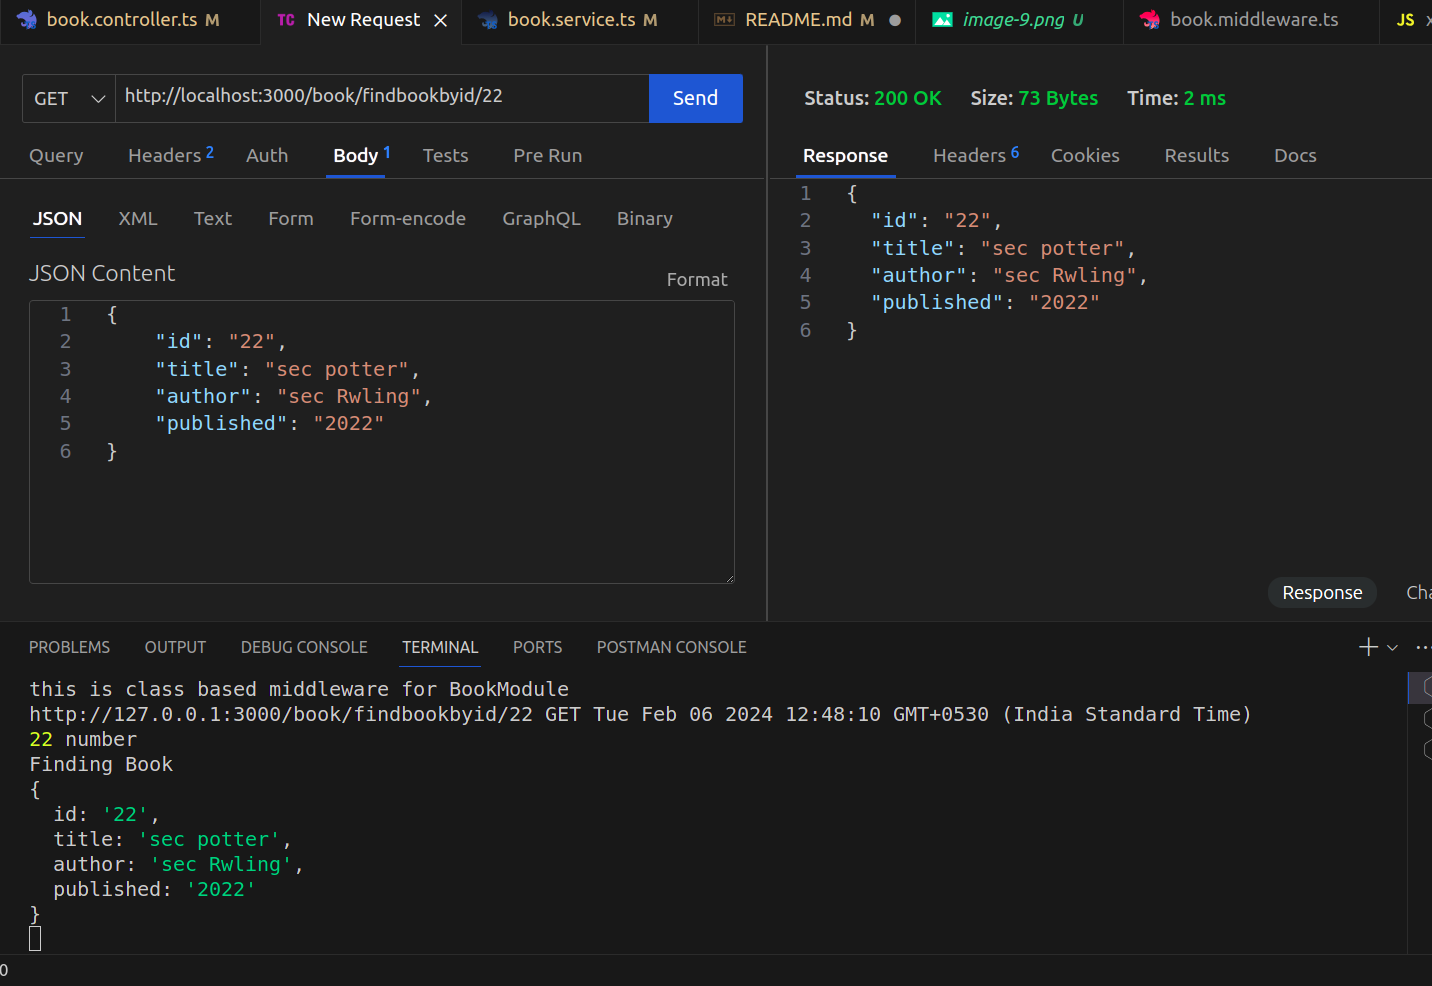 book.controller.ts M
TC New Request
book.service.ts M
README.md M
image-9.png U
book.middleware.ts
JS
GET http://localhost:3000/book/findbookbyid/22 Send
Query Headers 2 Auth Body 1 Tests Pre Run
JSON XML Text Form Form-encode GraphQL Binary
JSON Content
Format
1 {
2 "id": "22",
3 "title": "sec potter",
4 "author": "sec Rwling",
5 "published": "2022"
6 }
Status: 200 OK Size: 73 Bytes Time: 2 ms
Response Headers 6 Cookies Results Docs
1 {
2 "id": "22",
3 "title": "sec potter",
4 "author": "sec Rwling",
5 "published": "2022"
6 }
Response
PROBLEMS OUTPUT DEBUG CONSOLE TERMINAL PORTS POSTMAN CONSOLE
this is class based middleware for BookModule
http://127.0.0.1:3000/book/findbookbyid/22 GET Tue Feb 06 2024 12:48:10 GMT+0530 (India Standard Time)
22 number
Finding Book
{
id: '22',
title: 'sec potter',
author: 'sec Rwling',
published: '2022'
}
0